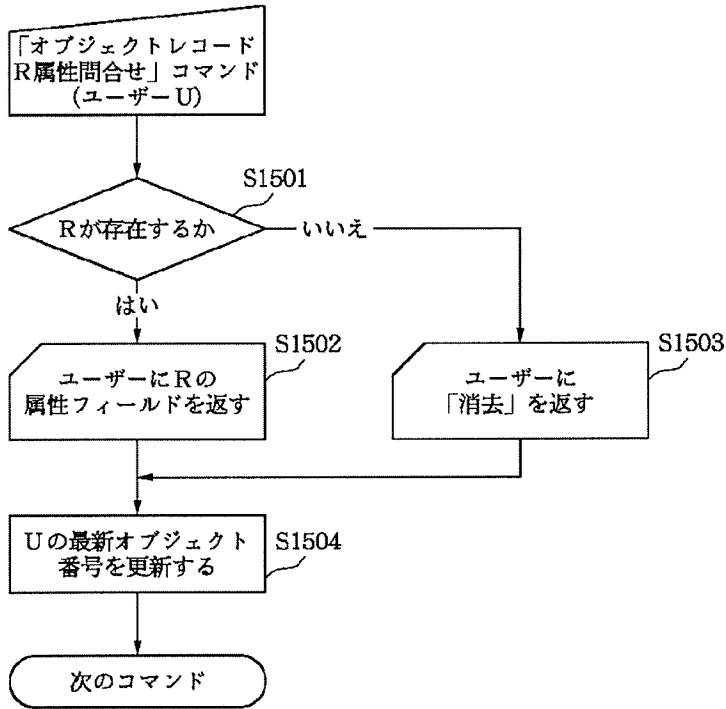 「オブジェクトレコード
R属性問合せ」コマンド
(ユーザーU)
S1501
Rが存在するか
いいえ
はい
S1502
ユーザーにRの
属性フィールドを返す
S1503
ユーザーに
「消去」を返す
Uの最新オブジェクト
番号を更新する
S1504
次のコマンド